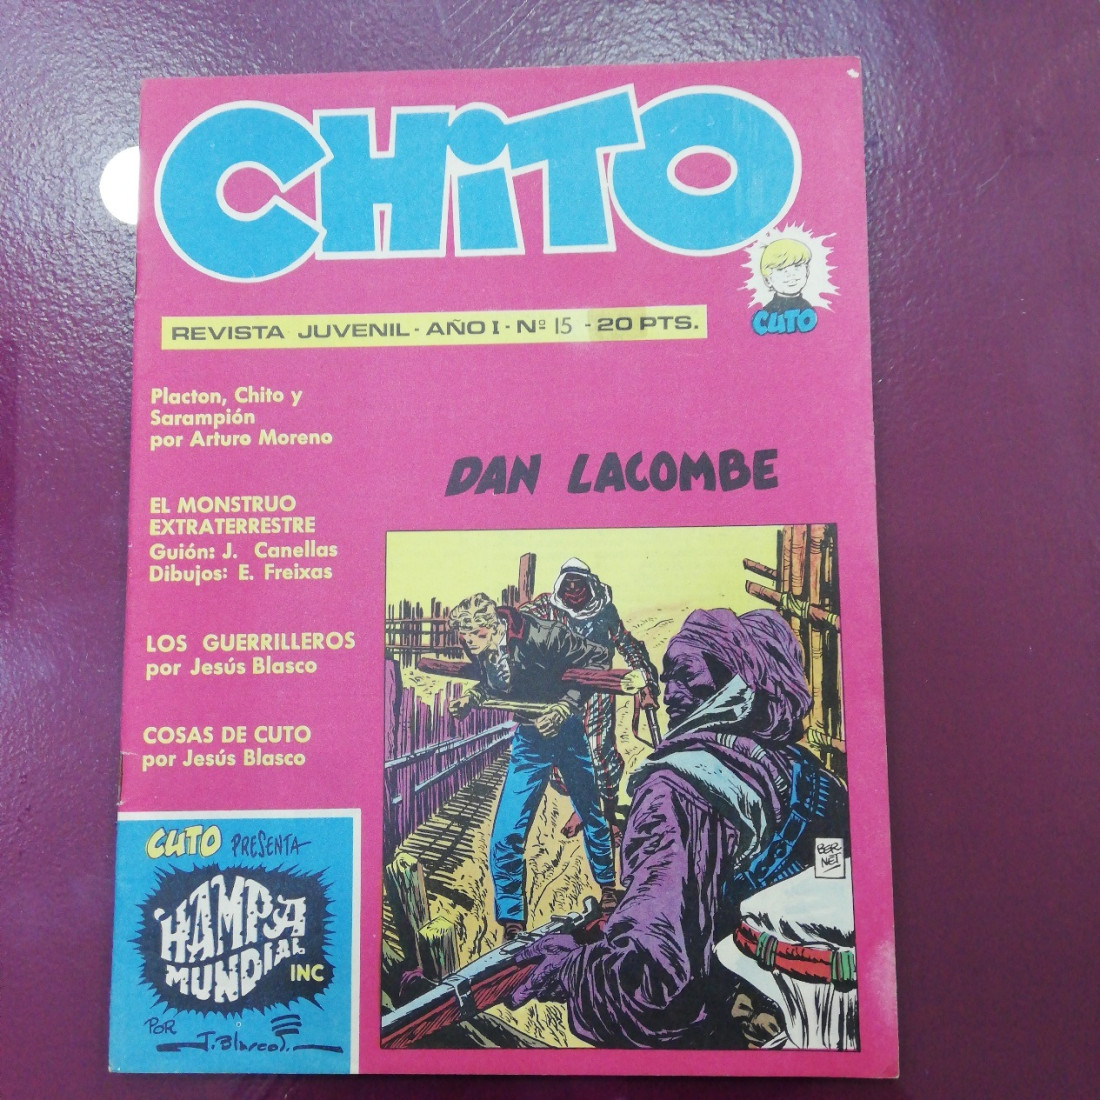 CHiTO
CUTO
REVISTA JUVENIL - AÑO I - Nº 15 - 20 PTS.
Placton, Chito y
Sarampión
por Arturo Moreno
DAN LACOMBE
EL MONSTRUO
EXTRATERRESTRE
Guión: J. Canellas
Dibujos: E. Freixas
LOS GUERRILLEROS
por Jesús Blasco
COSAS DE CUTO
por Jesús Blasco
BER
NET
CUTO PRESENTA
HAMPA
MUNDIAL
INC
POR
J. Blasco